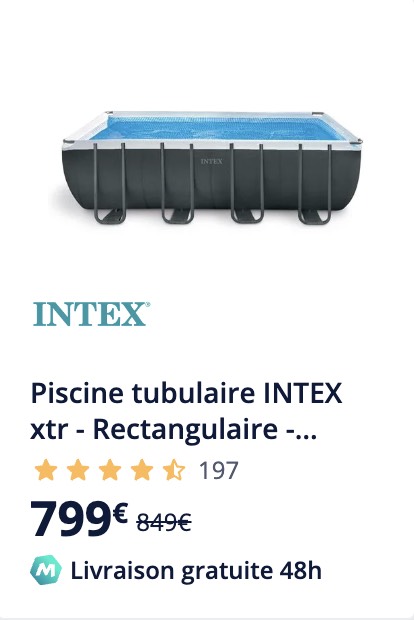 INTEX
INTEX®
Piscine tubulaire INTEX
xtr - Rectangulaire -...
197
799€ 849€
M Livraison gratuite 48h